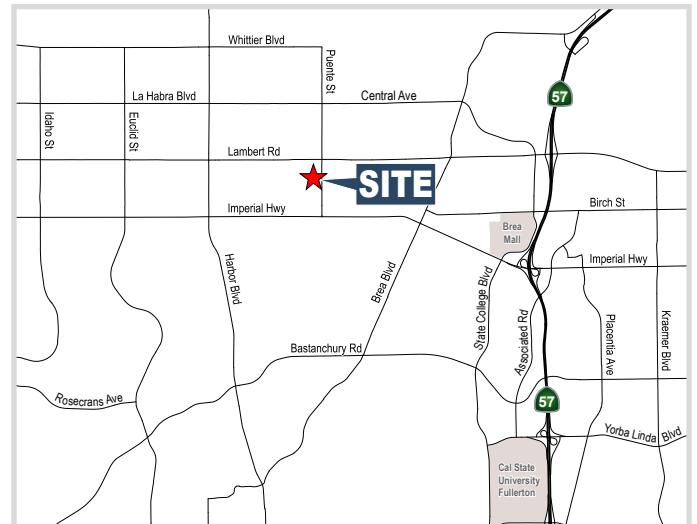 Whittier Blvd
Puente St
57
La Habra Blvd
Central Ave
Idaho St
Euclid St
Lambert Rd
SITE
Imperial Hwy
Birch St
Brea
Mall
Harbor Blvd
Brea Blvd
Imperial Hwy
State College Blvd
Associated Rd
Placentia Ave
Kraemer Blvd
Bastanchury Rd
Rosecrans Ave
57
Yorba Linda Blvd
Cal State
University
Fullerton